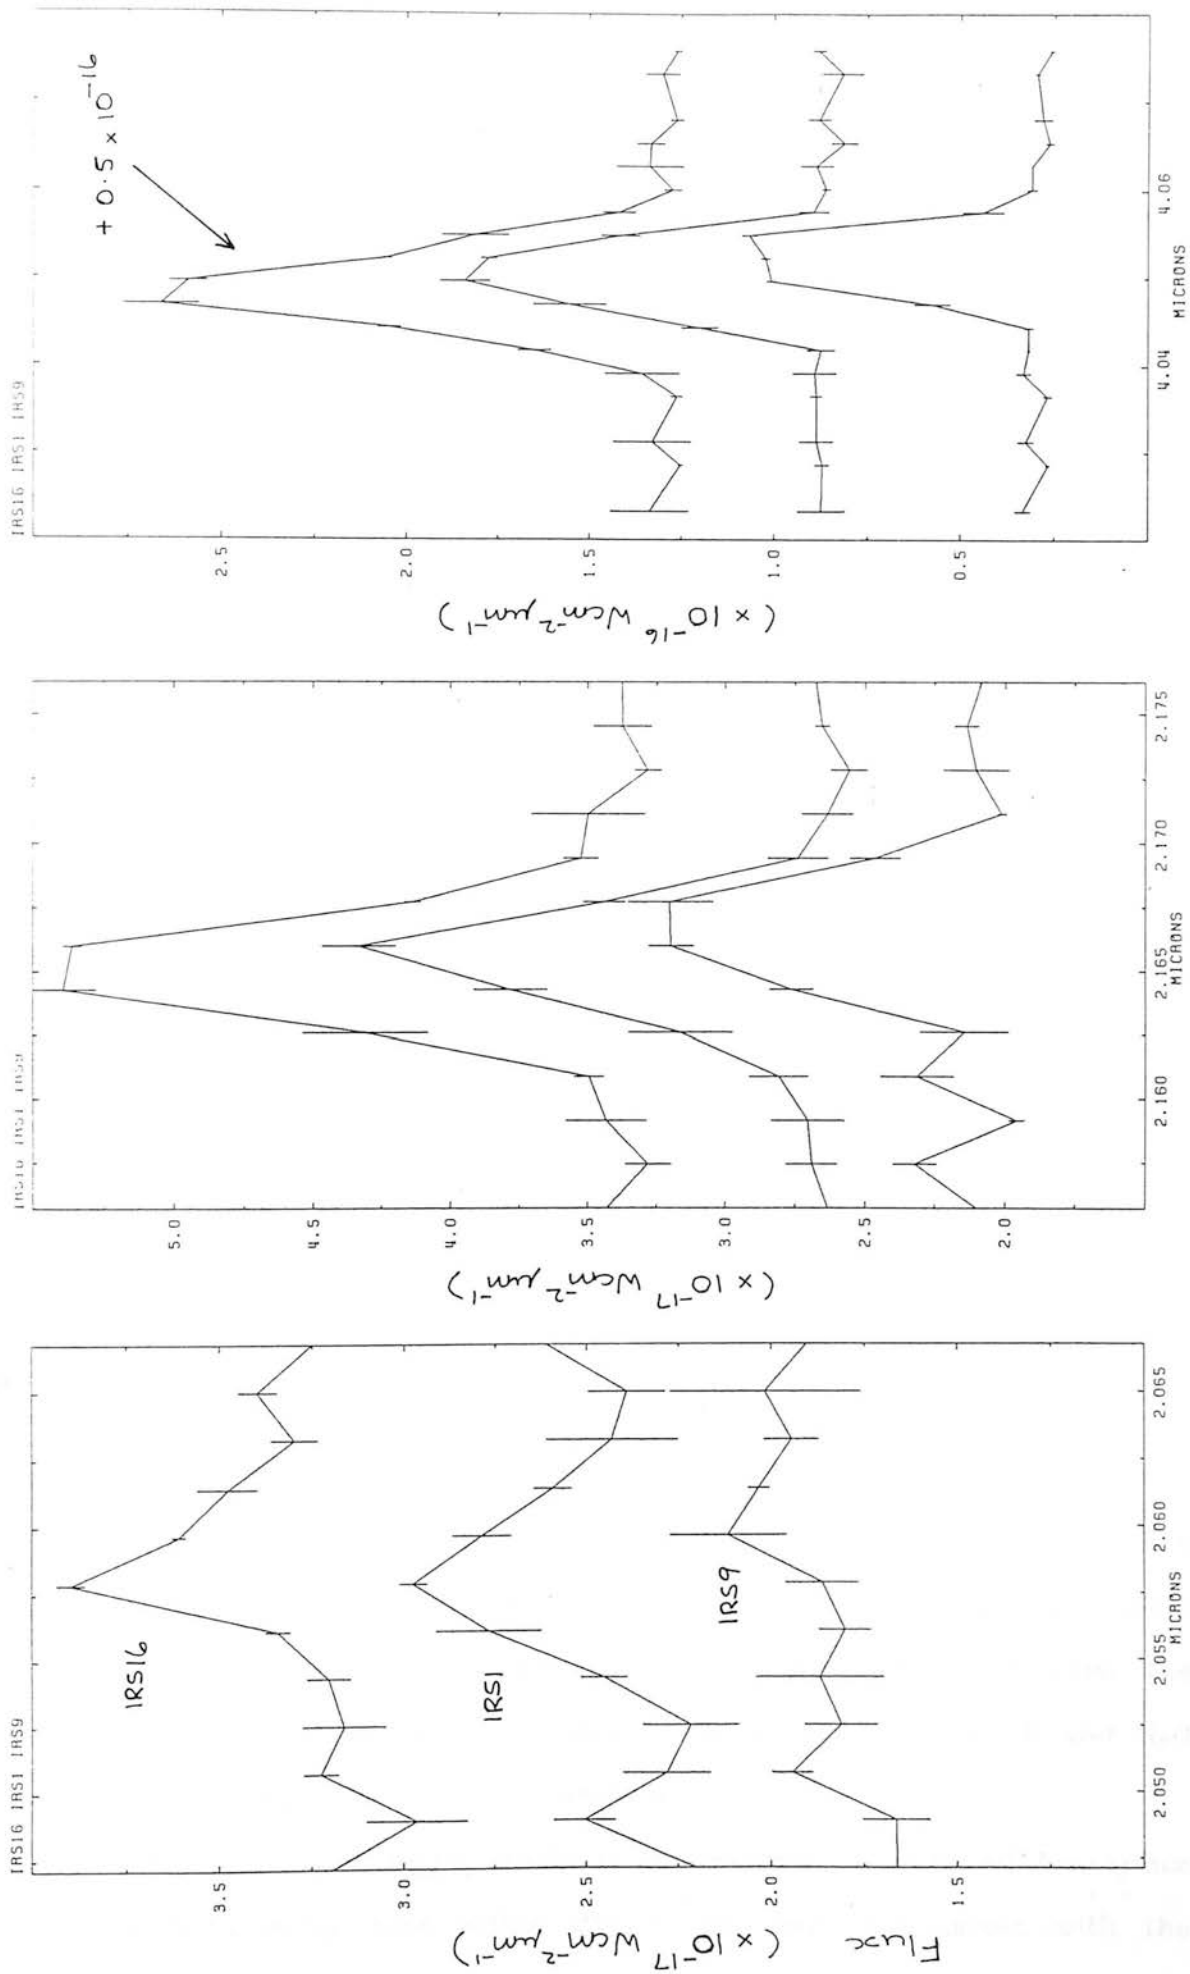 IRS16 IRS1 IRS9
3.5
3.0
2.5
2.0
1.5
Flux
(× 10⁻¹⁷ Wcm⁻² μm⁻¹)
IRS16
IRS1
IRS9
2.050
2.055
2.060
2.065
MICRONS
IRS16 IRS1 IRS9
5.0
4.5
4.0
3.5
3.0
2.5
2.0
(× 10⁻¹⁷ Wcm⁻² μm⁻¹)
2.160
2.165
2.170
2.175
MICRONS
IRS16 IRS1 IRS9
2.5
2.0
1.5
1.0
0.5
(× 10⁻¹⁶ Wcm⁻² μm⁻¹)
+ 0.5 × 10⁻¹⁶
4.04
4.06
MICRONS